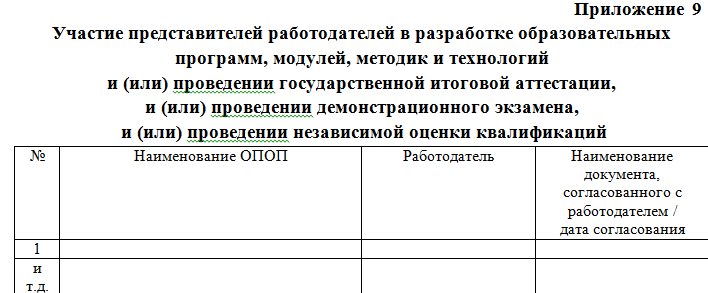 Приложение 9
Участие представителей работодателей в разработке образовательных
программ, модулей, методик и технологий
и (или) проведении государственной итоговой аттестации,
и (или) проведении демонстрационного экзамена,
и (или) проведении независимой оценки квалификаций
№ Наименование ОПОП Работодатель Наименование
документа,
согласованного с
работодателем /
дата согласования
1
и
т.д.